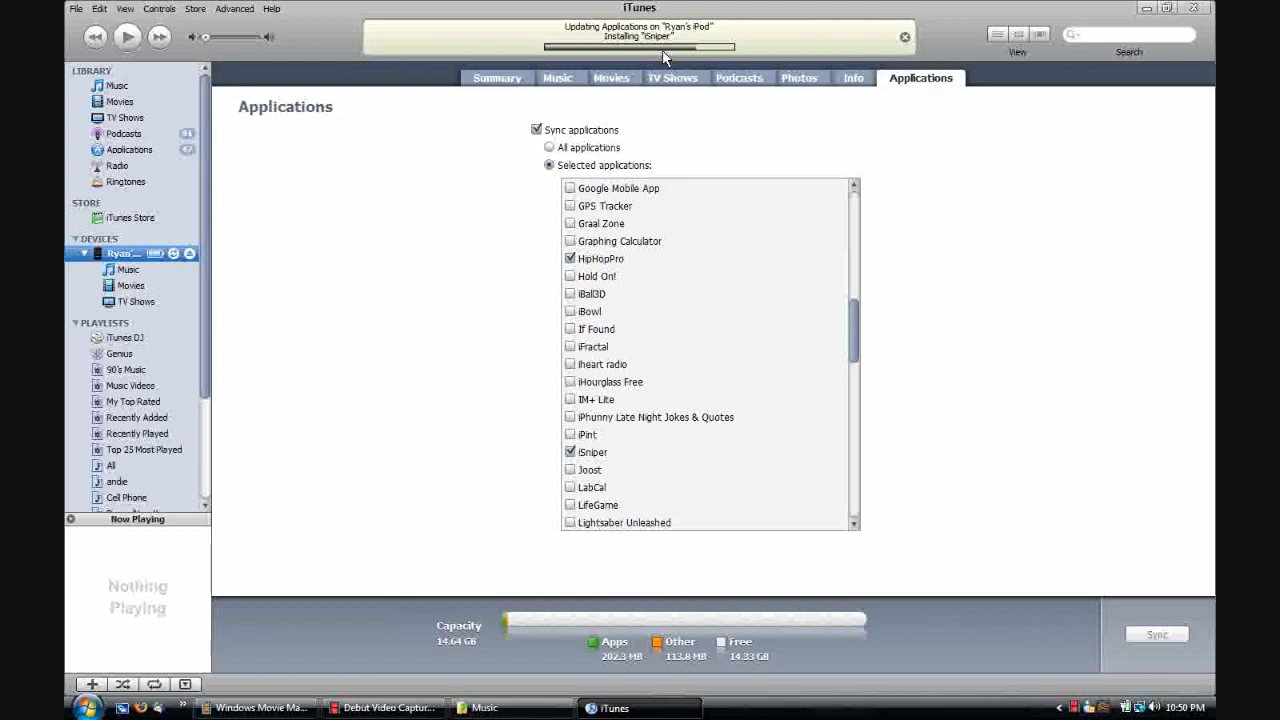 iTunes
File Edit View Controls Store Advanced Help
Updating Applications on "Ryan's iPod"
Installing "iSniper"
View
Search
Summary Music Movies TV Shows Podcasts Photos Info Applications
LIBRARY
Music
Movies
TV Shows
Podcasts
Applications
Radio
Ringtones
STORE
iTunes Store
DEVICES
Ryan'...
Music
Movies
TV Shows
PLAYLISTS
iTunes DJ
Genius
90's Music
Music Videos
My Top Rated
Recently Added
Recently Played
Top 25 Most Played
All
andie
Cell Phone
Now Playing
Nothing
Playing
Applications
Sync applications
All applications
Selected applications:
Google Mobile App
GPS Tracker
Graal Zone
Graphing Calculator
HipHopPro
Hold On!
iBall3D
iBowl
If Found
iFractal
iheart radio
iHourglass Free
IM+ Lite
iPhunny Late Night Jokes & Quotes
iPint
iSniper
Joost
LabCal
LifeGame
Lightsaber Unleashed
Capacity
14.64 GB
Apps
202.3 MB
Other
113.8 MB
Free
14.33 GB
Sync
Windows Movie Ma...
Debut Video Captur...
Music
iTunes
10:50 PM